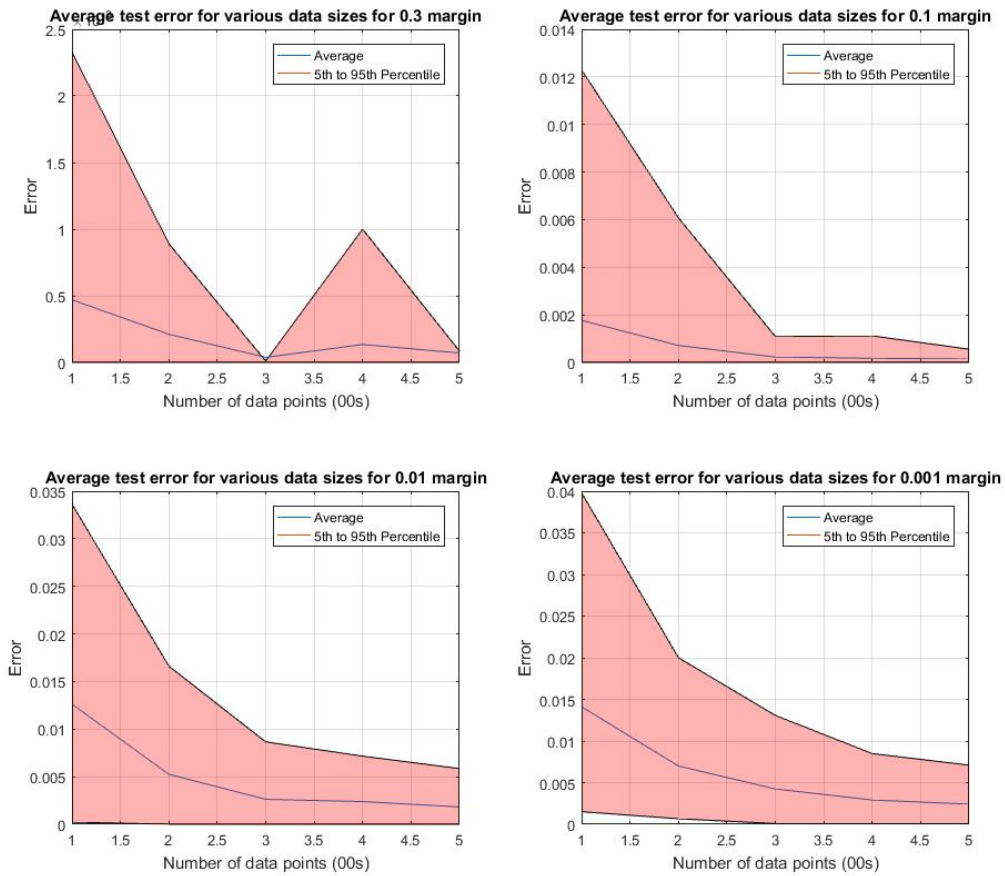 Average test error for various data sizes for 0.3 margin
2.5
2
1.5
1
0.5
0
Error
Average
5th to 95th Percentile
1 1.5 2 2.5 3 3.5 4 4.5 5
Number of data points (00s)
Average test error for various data sizes for 0.1 margin
0.014
0.012
0.01
0.008
0.006
0.004
0.002
0
Error
Average
5th to 95th Percentile
1 1.5 2 2.5 3 3.5 4 4.5 5
Number of data points (00s)
Average test error for various data sizes for 0.01 margin
0.035
0.03
0.025
0.02
0.015
0.01
0.005
0
Error
Average
5th to 95th Percentile
1 1.5 2 2.5 3 3.5 4 4.5 5
Number of data points (00s)
Average test error for various data sizes for 0.001 margin
0.04
0.035
0.03
0.025
0.02
0.015
0.01
0.005
0
Error
Average
5th to 95th Percentile
1 1.5 2 2.5 3 3.5 4 4.5 5
Number of data points (00s)